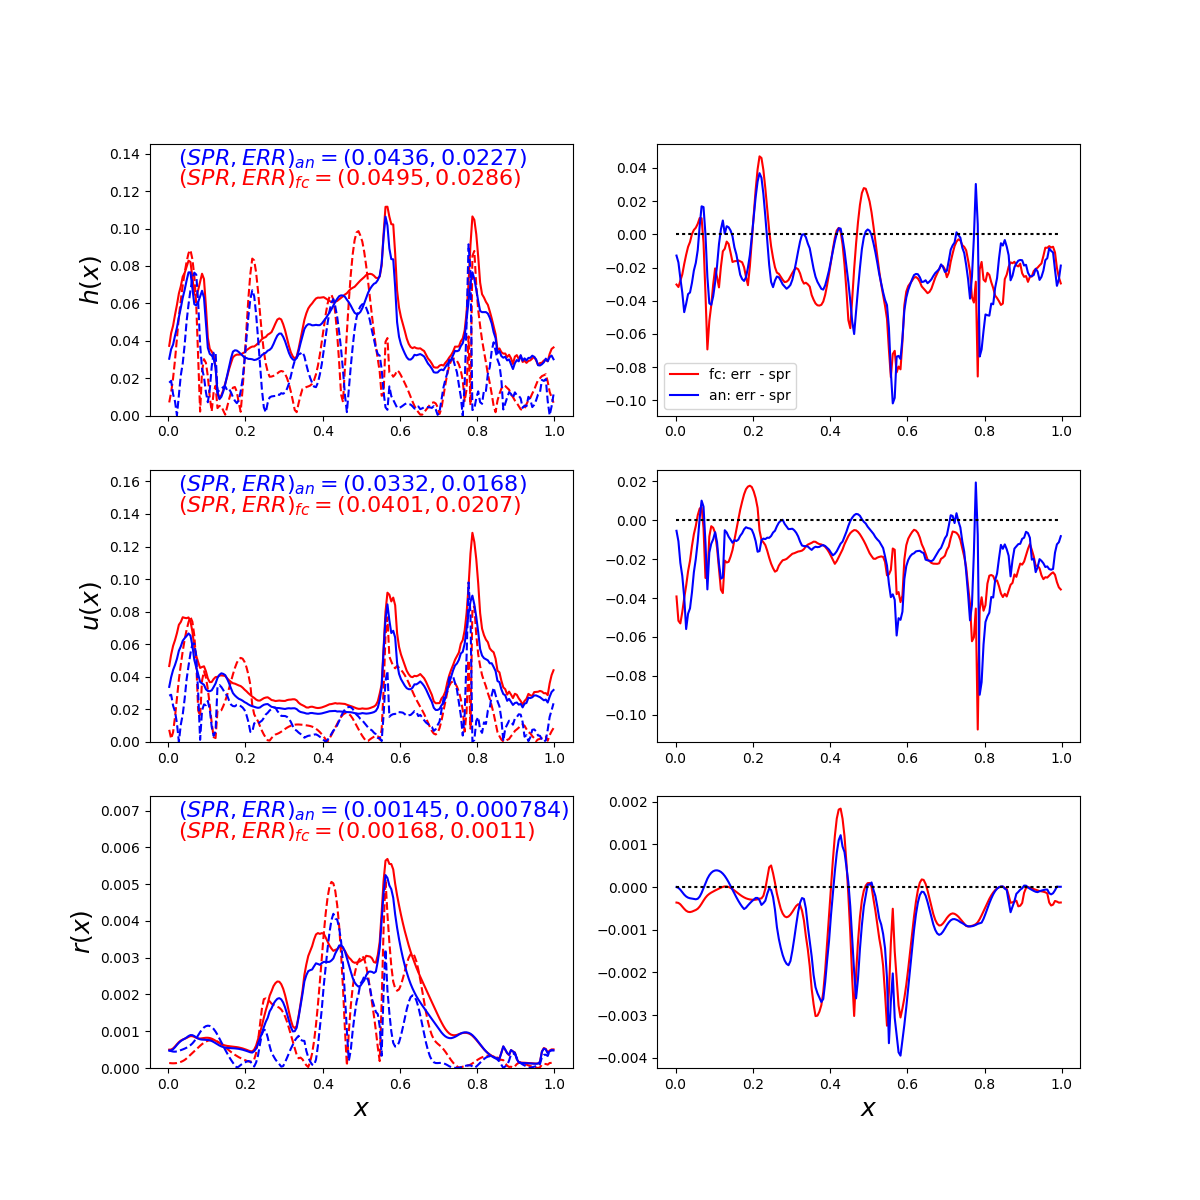 (SPR, ERR)an = (0.0436, 0.0227)
(SPR, ERR)fc = (0.0495, 0.0286)
h(x)
0.14
0.12
0.10
0.08
0.06
0.04
0.02
0.00
0.0 0.2 0.4 0.6 0.8 1.0
0.04
0.02
0.00
−0.02
−0.04
−0.06
−0.08
−0.10
fc: err - spr
an: err - spr
0.0 0.2 0.4 0.6 0.8 1.0
(SPR, ERR)an = (0.0332, 0.0168)
(SPR, ERR)fc = (0.0401, 0.0207)
u(x)
0.16
0.14
0.12
0.10
0.08
0.06
0.04
0.02
0.00
0.0 0.2 0.4 0.6 0.8 1.0
0.02
0.00
−0.02
−0.04
−0.06
−0.08
−0.10
0.0 0.2 0.4 0.6 0.8 1.0
(SPR, ERR)an = (0.00145, 0.000784)
(SPR, ERR)fc = (0.00168, 0.0011)
r(x)
0.007
0.006
0.005
0.004
0.003
0.002
0.001
0.000
0.0 0.2 0.4 0.6 0.8 1.0
x
0.002
0.001
0.000
−0.001
−0.002
−0.003
−0.004
0.0 0.2 0.4 0.6 0.8 1.0
x